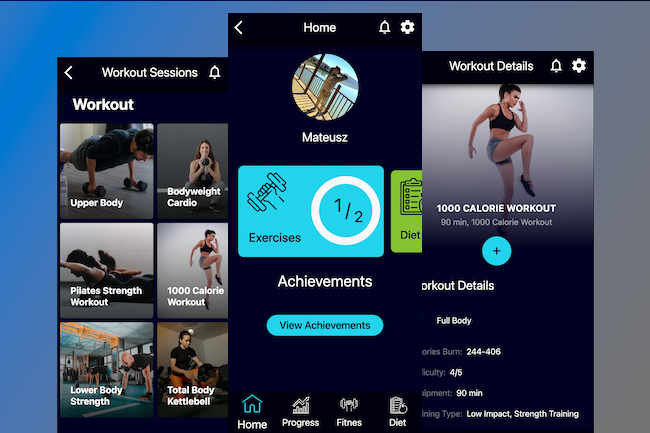 Workout Sessions
Workout
Upper Body
Bodyweight
Cardio
Pilates Strength
Workout
1000 Calorie
Workout
Lower Body
Strength
Total Body
Kettlebell
Home
Mateusz
Exercises
1/2
Diet
Achievements
View Achievements
Home
Progress
Fitnes
Diet
Workout Details
1000 CALORIE WORKOUT
90 min, 1000 Calorie Workout
+
orkout Details
Full Body
ories Burn: 244-406
ficulty: 4/5
ipment: 90 min
ning Type: Low Impact, Strength Training